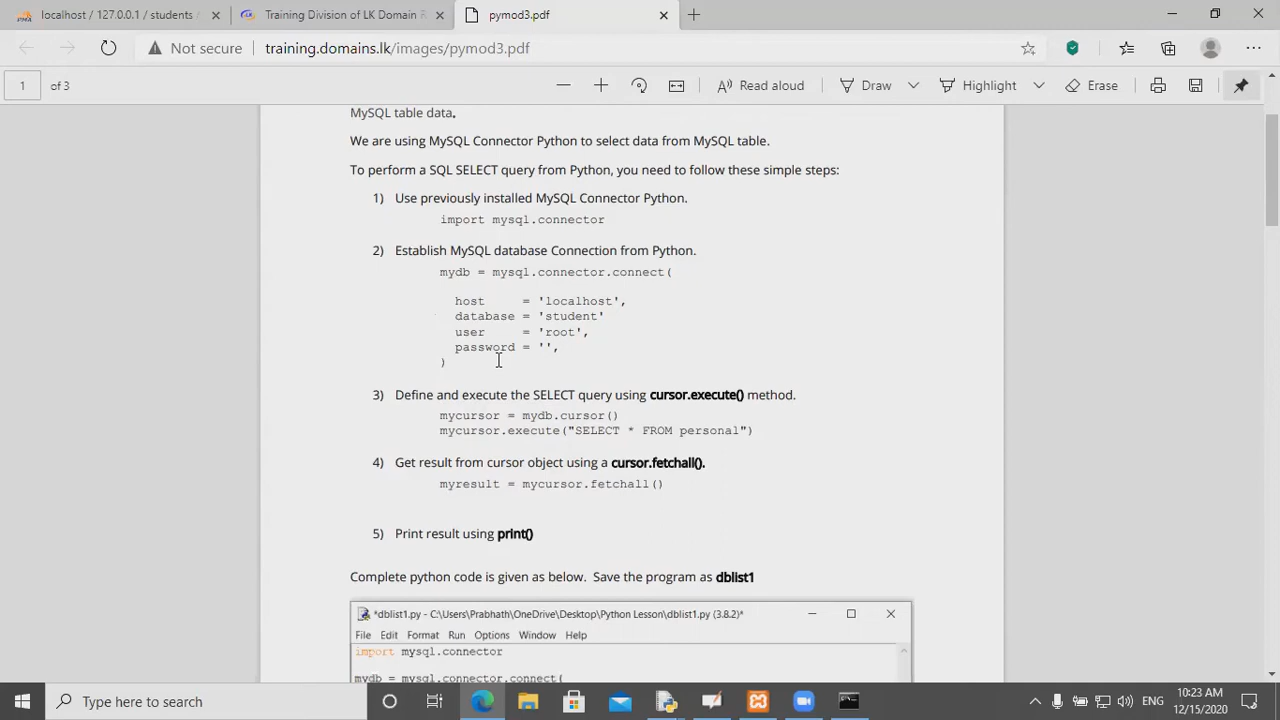 localhost / 127.0.0.1 / students
Training Division of LK Domain R
pymod3.pdf
Not secure
training.domains.lk/images/pymod3.pdf
1 of 3
Read aloud
Draw
Highlight
Erase
MySQL table data.
We are using MySQL Connector Python to select data from MySQL table.
To perform a SQL SELECT query from Python, you need to follow these simple steps:
1) Use previously installed MySQL Connector Python.
import mysql.connector
2) Establish MySQL database Connection from Python.
mydb = mysql.connector.connect(
host = 'localhost',
database = 'student'
user = 'root',
password = '',
)
3) Define and execute the SELECT query using cursor.execute() method.
mycursor = mydb.cursor()
mycursor.execute("SELECT * FROM personal")
4) Get result from cursor object using a cursor.fetchall().
myresult = mycursor.fetchall()
5) Print result using print()
Complete python code is given as below. Save the program as dblist1
*dblist1.py - C:\Users\Prabhath\OneDrive\Desktop\Python Lesson\dblist1.py (3.8.2)*
File Edit Format Run Options Window Help
import mysql.connector
mydb = mysql.connector.connect(
Type here to search
ENG
10:23 AM
12/15/2020